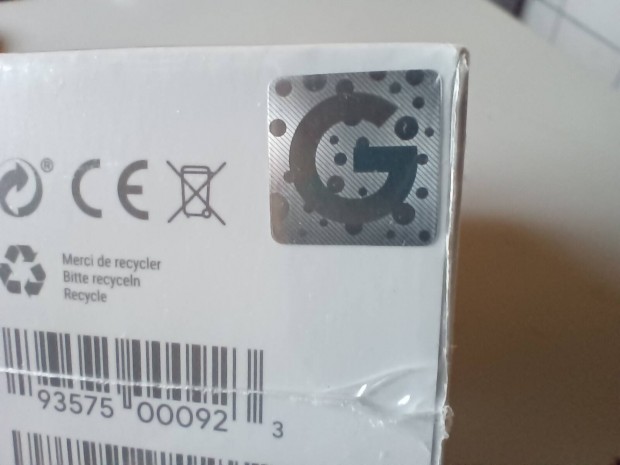 G
®
CE
Merci de recycler
Bitte recyceln
Recycle
93575 00092 3